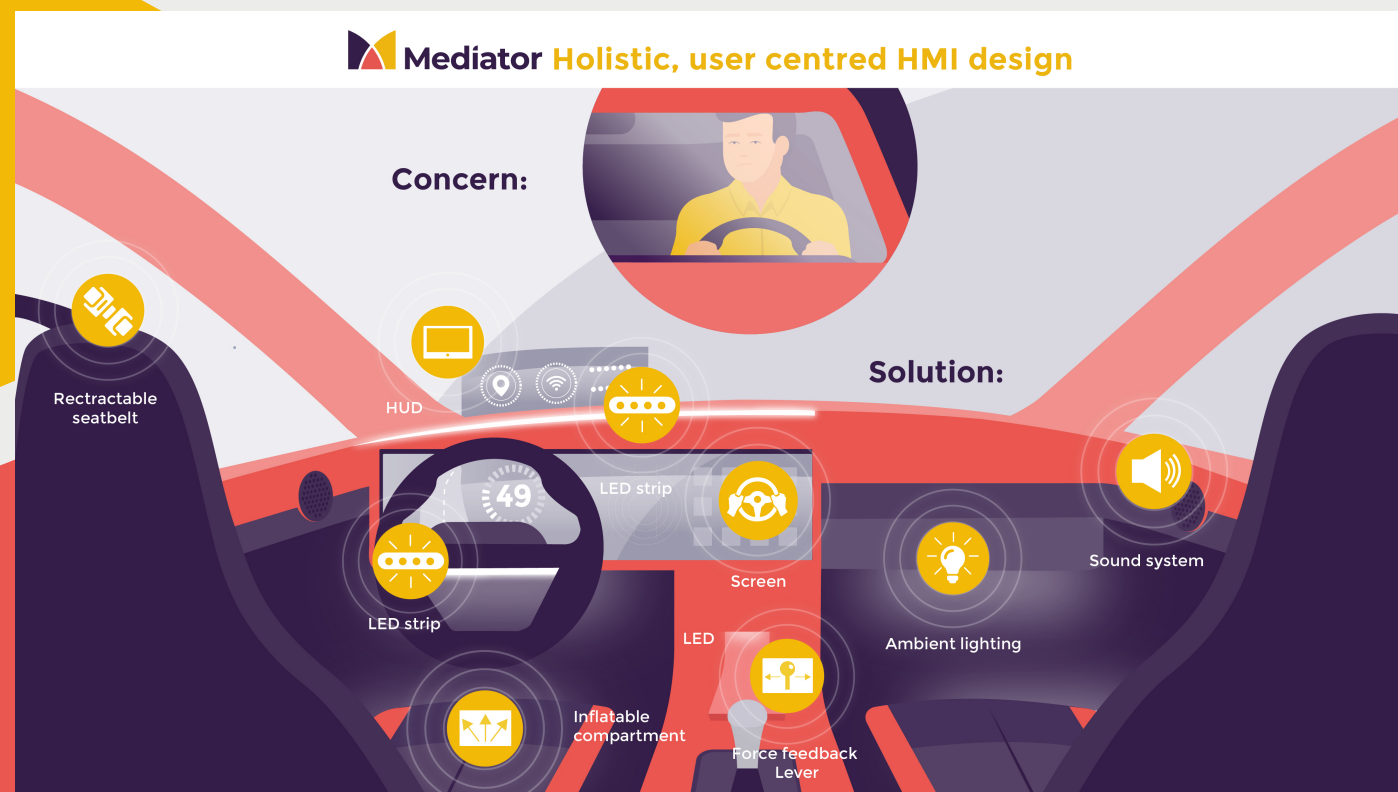 Mediator Holistic, user centred HMI design
Concern:
Solution:
Rectractable
seatbelt
HUD
LED strip
49
Screen
Sound system
LED strip
LED
Ambient lighting
Inflatable
compartment
Force feedback
Lever